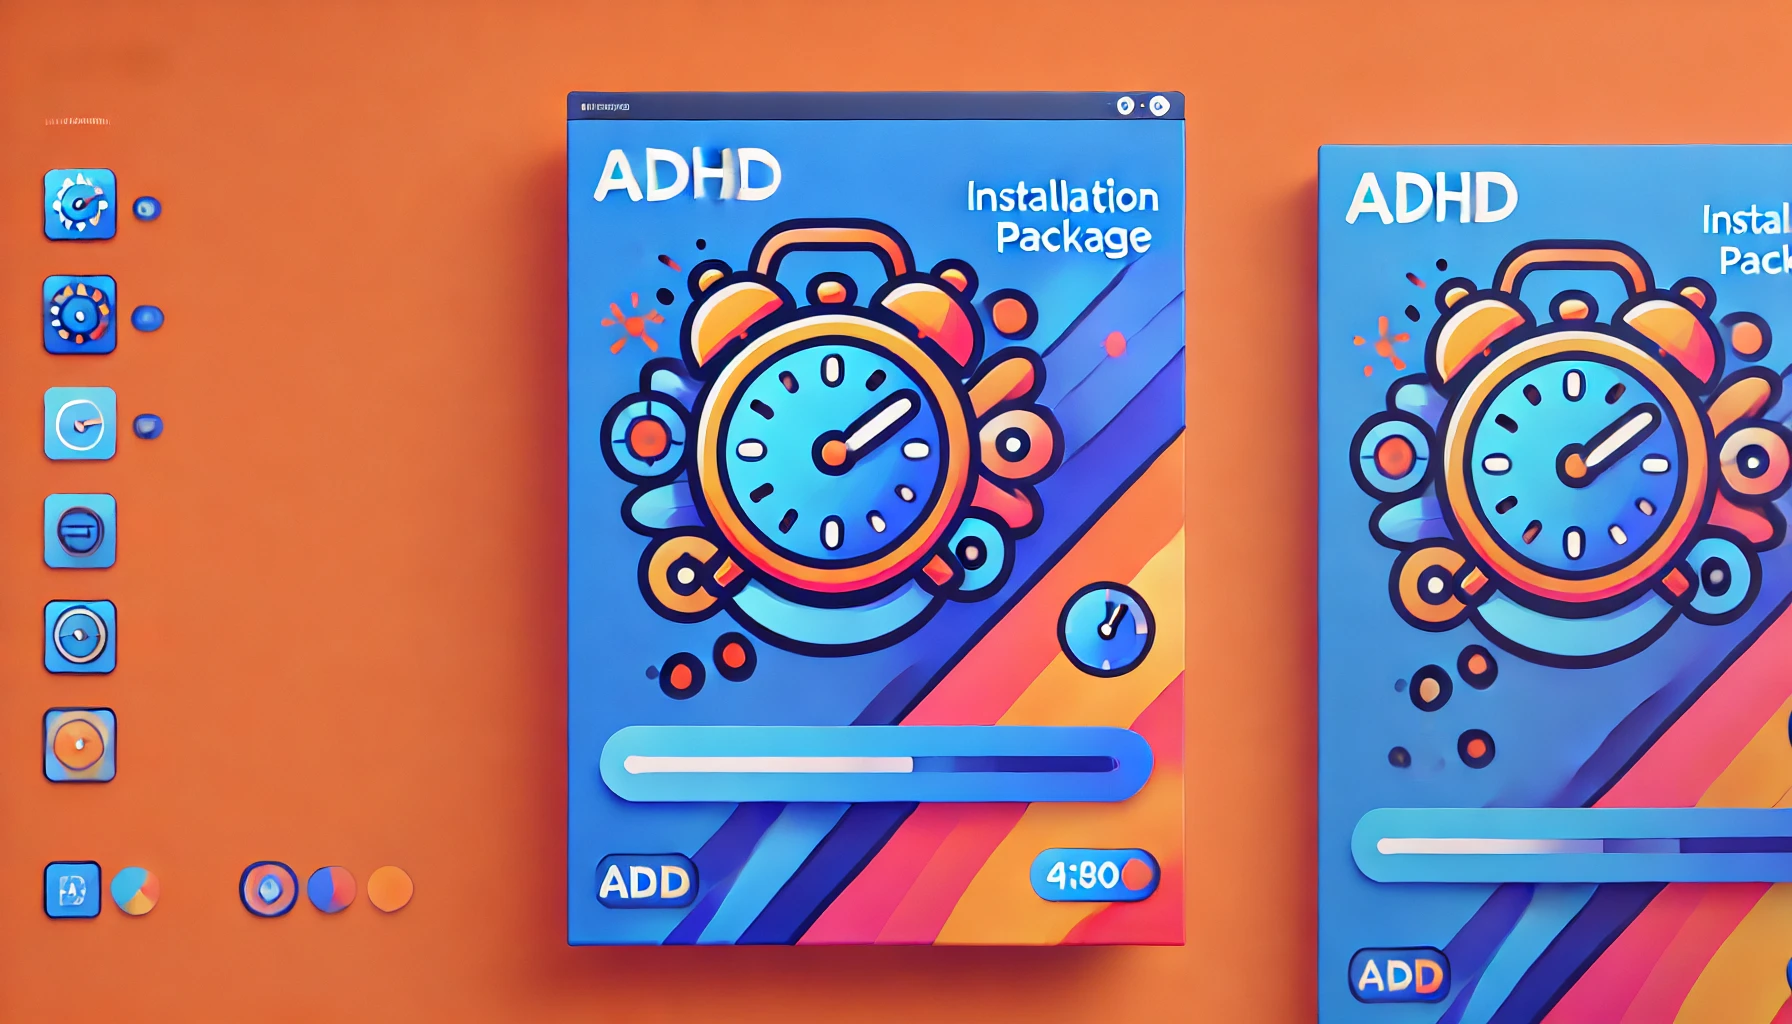 ADHD
Installation
Package
ADD
4:80
ADHD
Instal
Pack
ADD